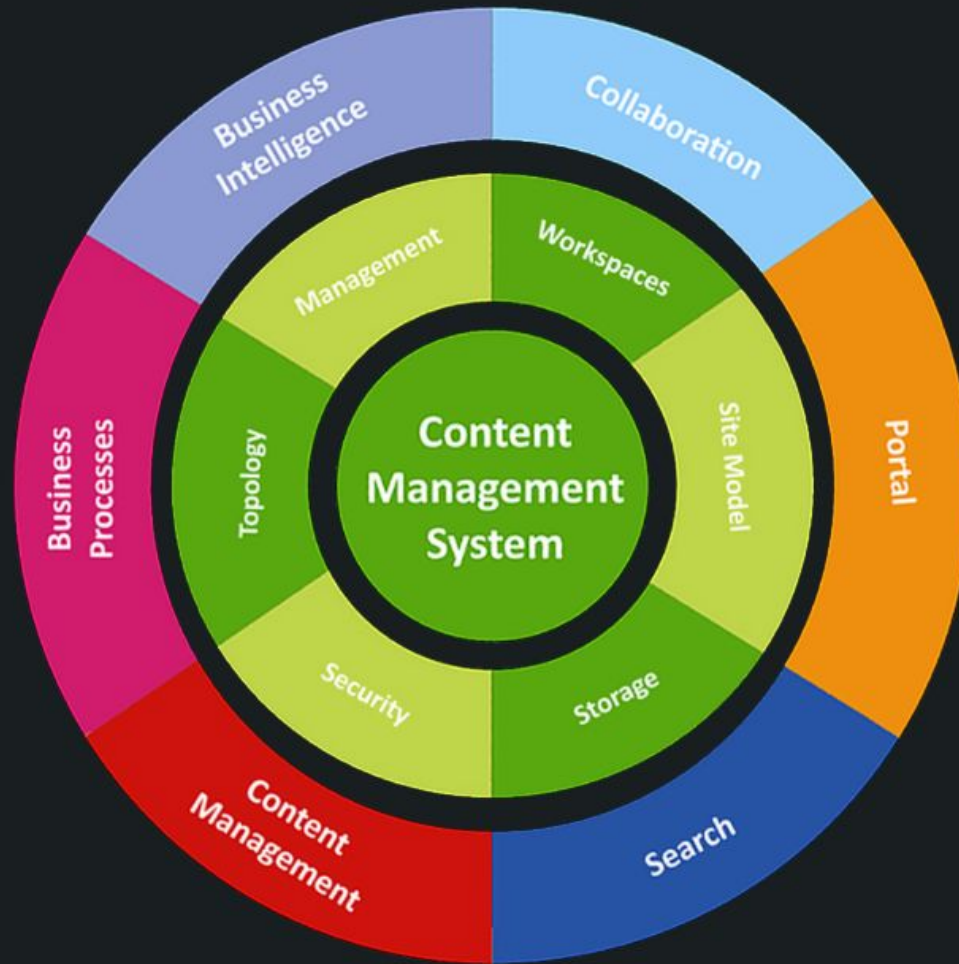 Business
Intelligence
Collaboration
Portal
Search
Content
Management
Business
Processes
Management
Workspaces
Site Model
Storage
Security
Topology
Content
Management
System